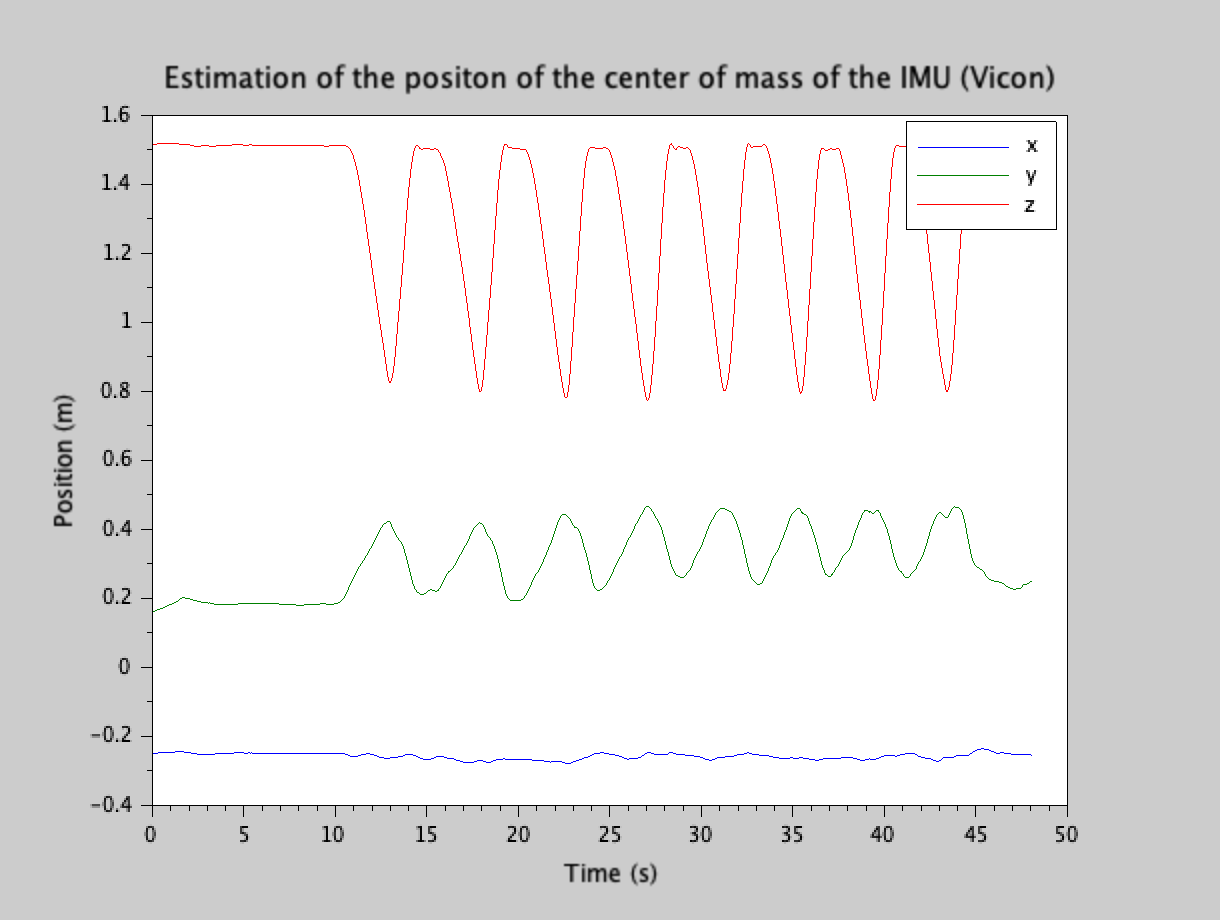 Estimation of the positon of the center of mass of the IMU (Vicon)
1.6
1.4
1.2
1
0.8
0.6
0.4
0.2
0
−0.2
−0.4
Position (m)
x
y
z
0 5 10 15 20 25 30 35 40 45 50
Time (s)